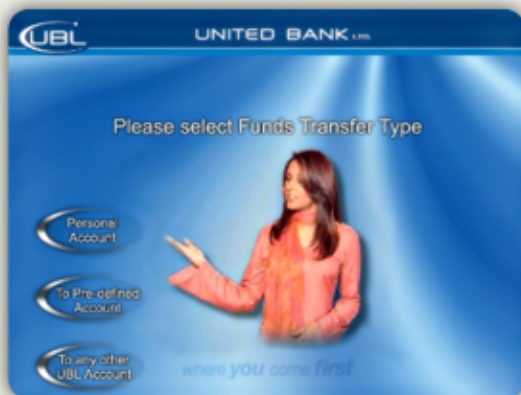 UBL
UNITED BANK LTD.
Please select Funds Transfer Type
Personal
Account
To Pre-defined
Account
To any other
UBL Account
where you come first